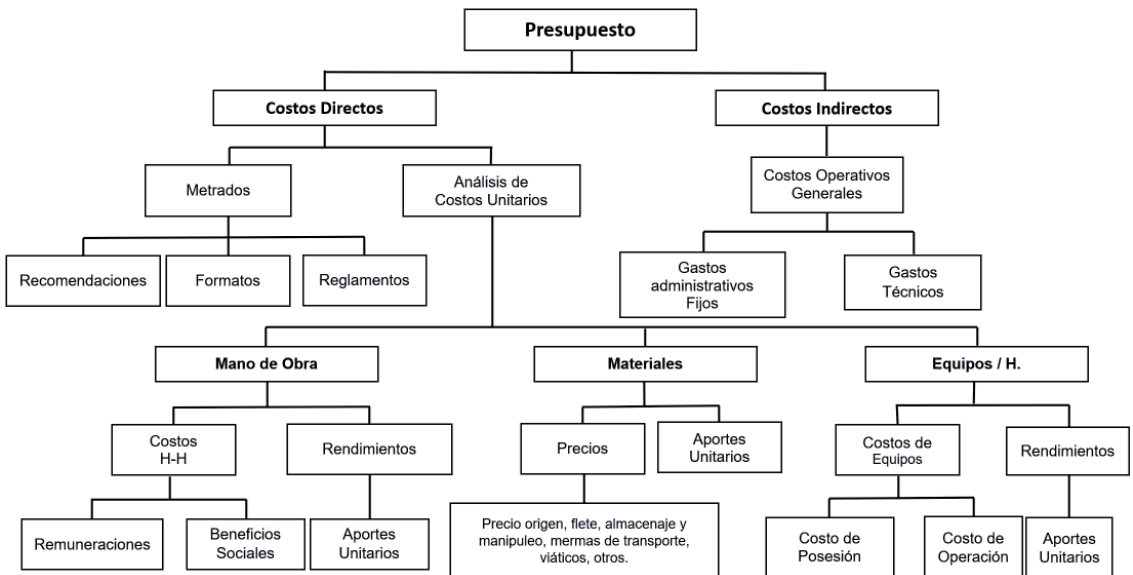 Presupuesto
Costos Directos
Costos Indirectos
Metrados
Análisis de
Costos Unitarios
Costos Operativos
Generales
Recomendaciones
Formatos
Reglamentos
Gastos
administrativos
Fijos
Gastos
Técnicos
Mano de Obra
Materiales
Equipos / H.
Costos
H-H
Rendimientos
Precios
Aportes
Unitarios
Costos de
Equipos
Rendimientos
Remuneraciones
Beneficios
Sociales
Aportes
Unitarios
Precio origen, flete, almacenaje y
manipuleo, mermas de transporte,
viáticos, otros.
Costo de
Posesión
Costo de
Operación
Aportes
Unitarios